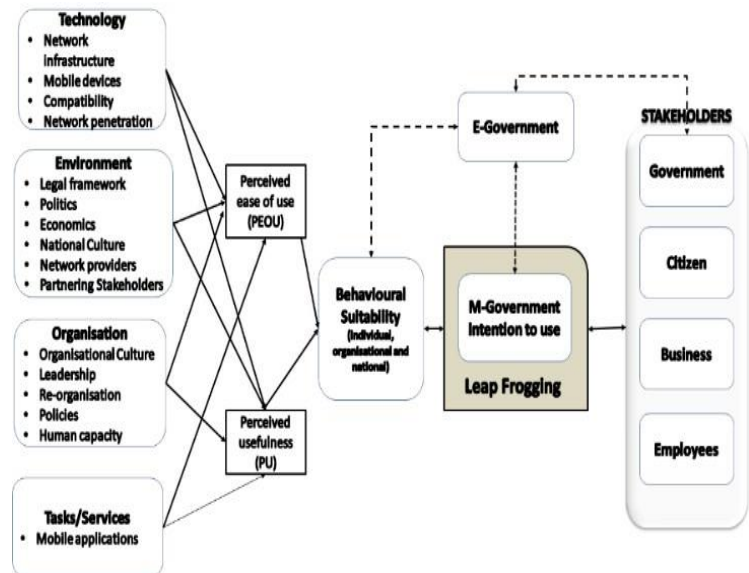 Technology
• Network
infrastructure
• Mobile devices
• Compatibility
• Network penetration
Environment
• Legal framework
• Politics
• Economics
• National Culture
• Network providers
• Partnering Stakeholders
Organisation
• Organisational Culture
• Leadership
• Re-organisation
• Policies
• Human capacity
Tasks/Services
• Mobile applications
Perceived
ease of use
(PEOU)
Perceived
usefulness
(PU)
Behavioural
Suitability
(individual,
organisational and
national)
E-Government
M-Government
Intention to use
Leap Frogging
STAKEHOLDERS
Government
Citizen
Business
Employees